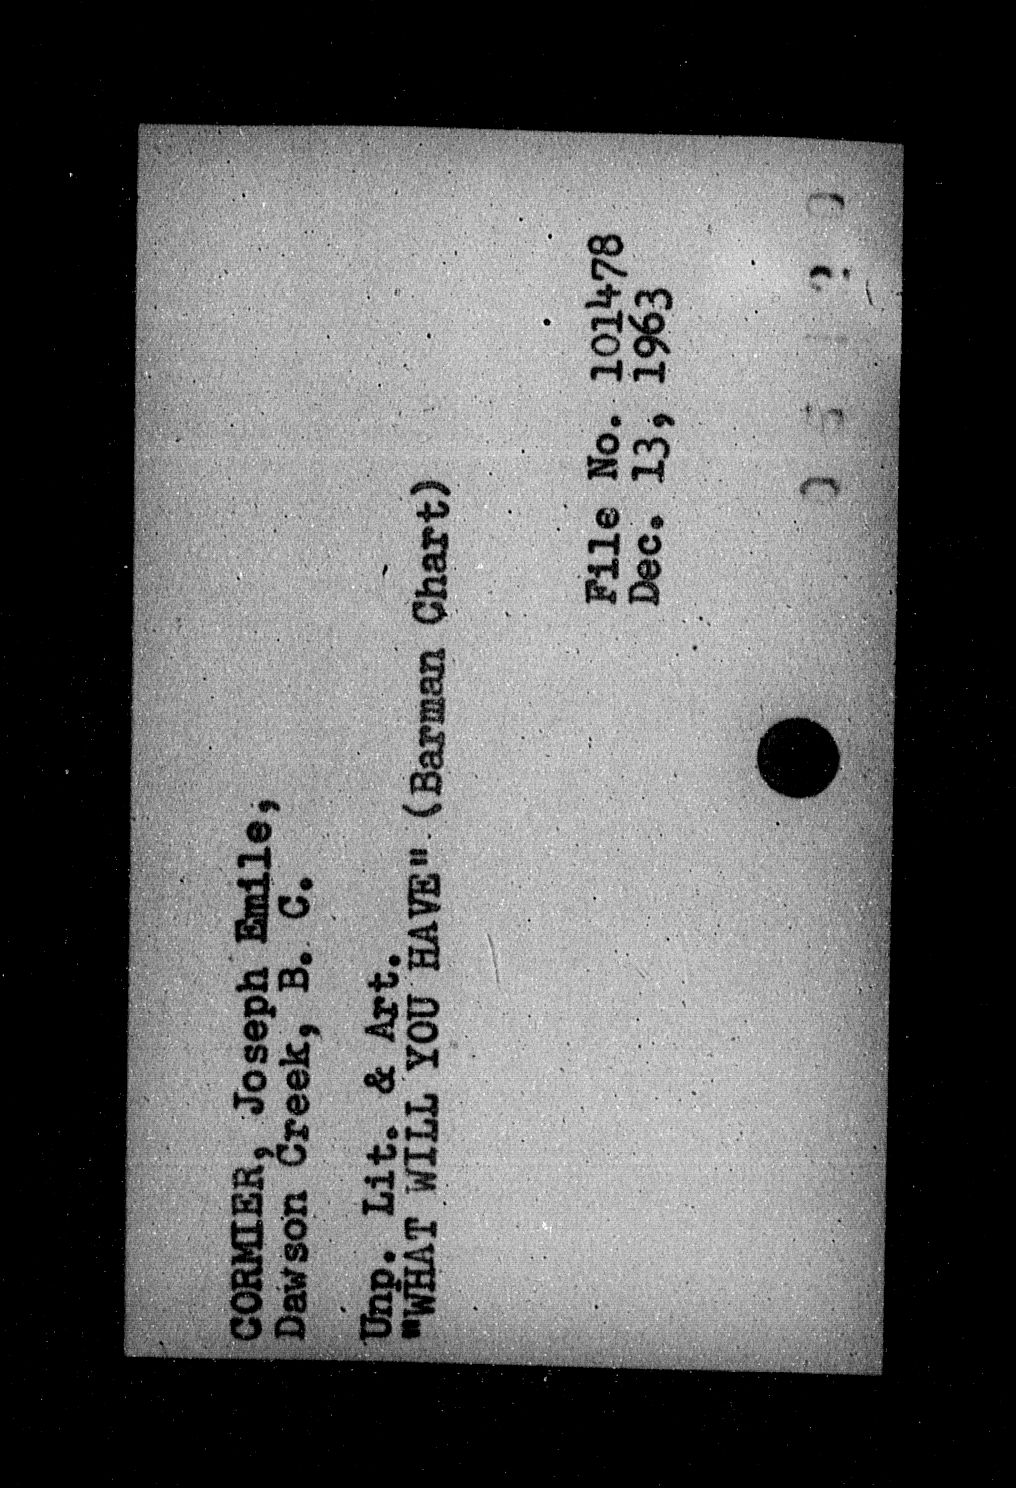 CORMIER, Joseph Emile,
Dawson Creek, B. C.
Unp. Lit. & Art.
"WHAT WILL YOU HAVE" (Barman Chart)
File No. 101478
Dec. 13, 1963